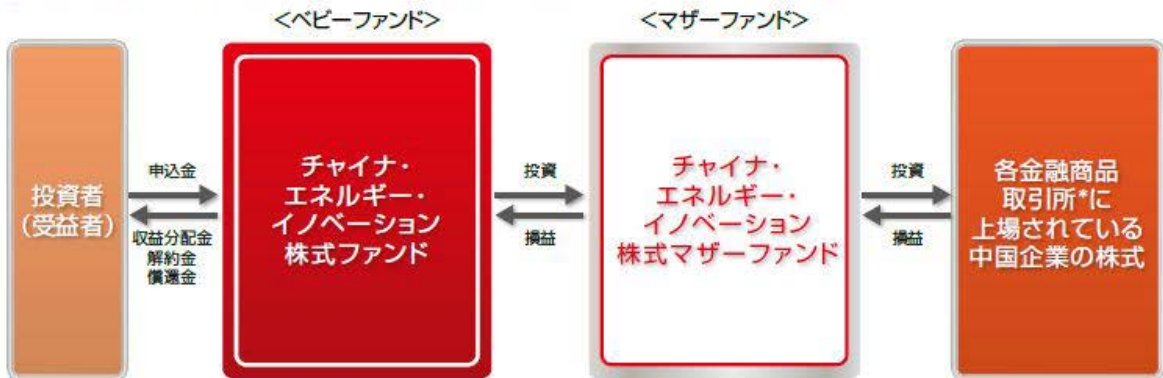 <ベビーファンド>
<マザーファンド>
投資者
(受益者)
申込金
収益分配金
解約金
償還金
チャイナ・
エネルギー・
イノベーション
株式ファンド
投資
損益
チャイナ・
エネルギー・
イノベーション
株式マザーファンド
投資
損益
各金融商品
取引所*に
上場されている
中国企業の株式